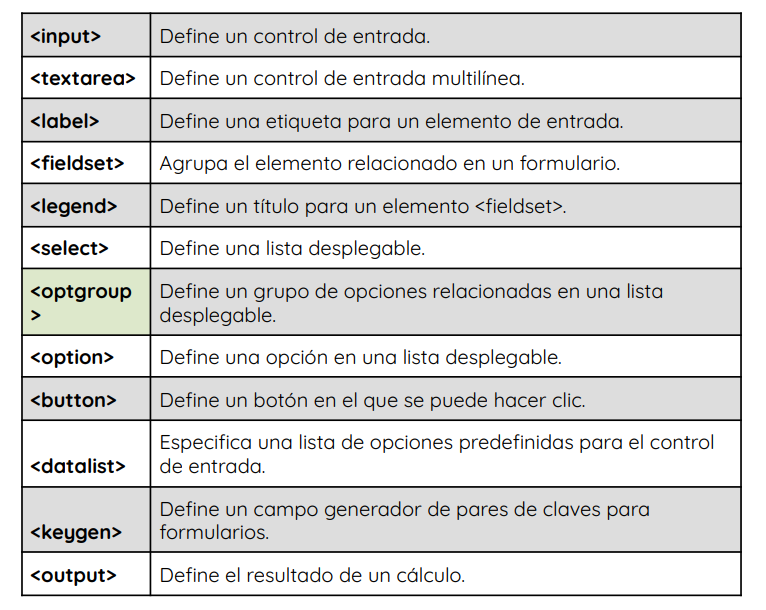 <input> Define un control de entrada.
<textarea> Define un control de entrada multilínea.
<label> Define una etiqueta para un elemento de entrada.
<fieldset> Agrupa el elemento relacionado en un formulario.
<legend> Define un título para un elemento <fieldset>.
<select> Define una lista desplegable.
<optgroup Define un grupo de opciones relacionadas en una lista
> desplegable.
<option> Define una opción en una lista desplegable.
<button> Define un botón en el que se puede hacer clic.
Especifica una lista de opciones predefinidas para el control
<datalist> de entrada.
Define un campo generador de pares de claves para
<keygen> formularios.
<output> Define el resultado de un cálculo.